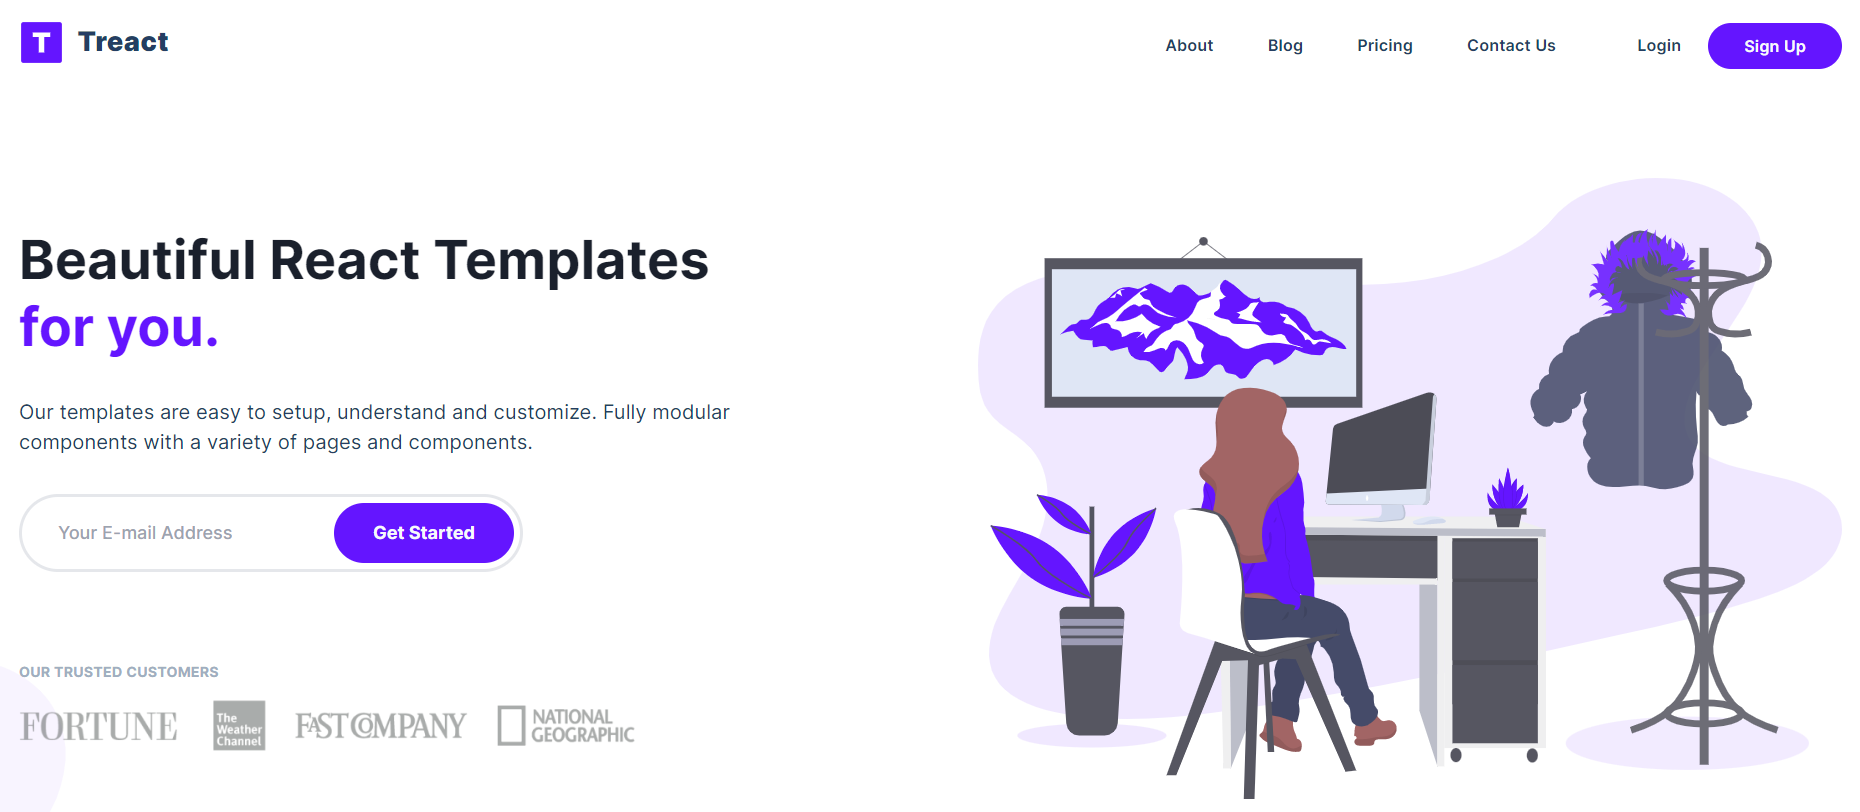 T Treact
About Blog Pricing Contact Us Login Sign Up
Beautiful React Templates
for you.
Our templates are easy to setup, understand and customize. Fully modular
components with a variety of pages and components.
Your E-mail Address Get Started
OUR TRUSTED CUSTOMERS
FORTUNE
The
Weather
Channel
FAST COMPANY
NATIONAL
GEOGRAPHIC